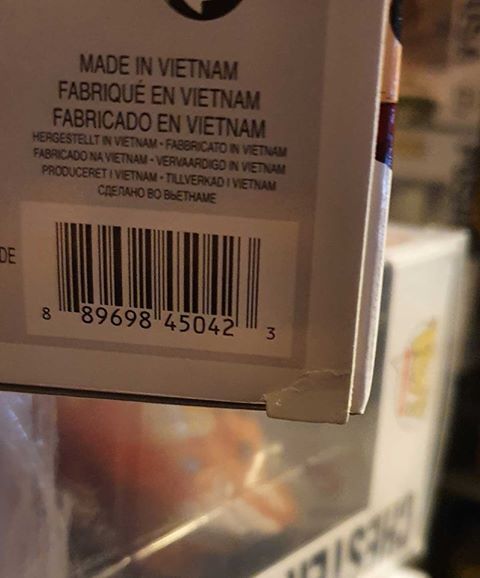 MADE IN VIETNAM
FABRIQUÉ EN VIETNAM
FABRICADO EN VIETNAM
HERGESTELLT IN VIETNAM • FABBRICATO IN VIETNAM
FABRICADO NA VIETNAM • VERVAARDIGD IN VIETNAM
PRODUCERET I VIETNAM • TILLVERKAD I VIETNAM
СДЕЛАНО ВО ВЬЕТНАМЕ
DE
8 89698 45042 3